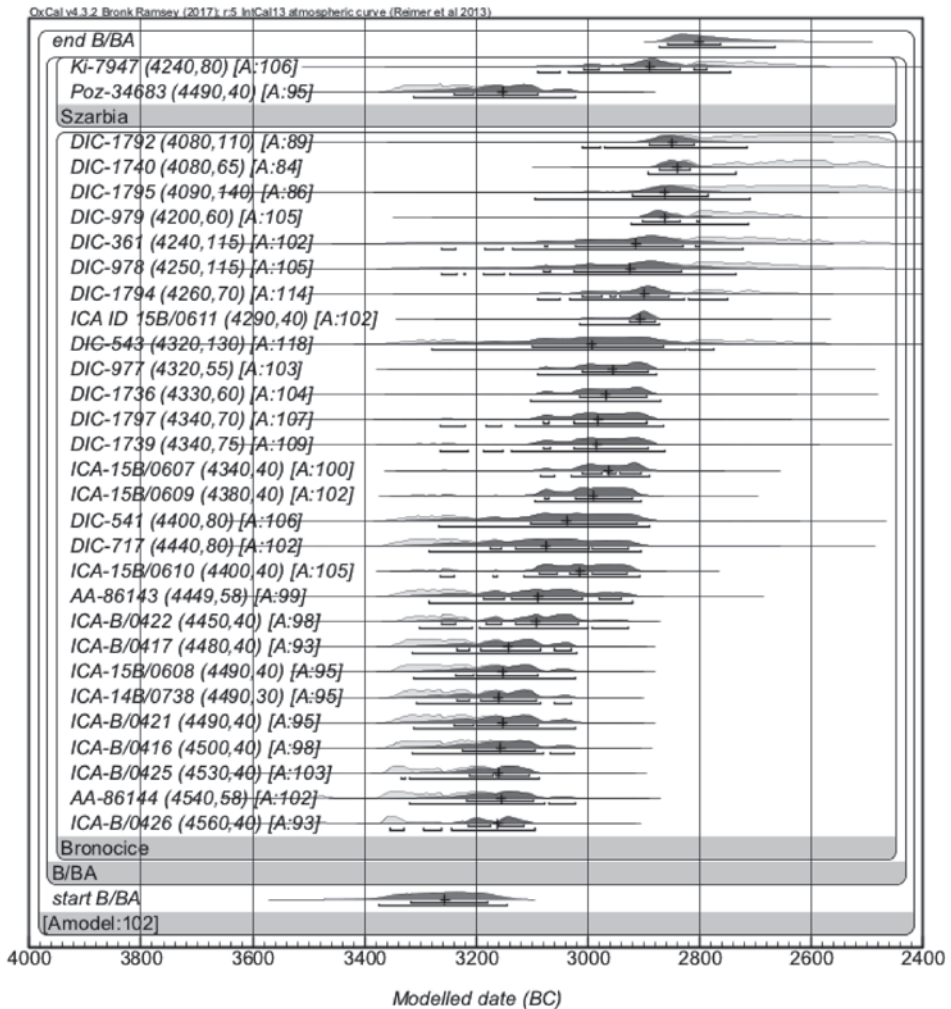 OxCal v4.3.2 Bronk Ramsey (2017); r:5 IntCal13 atmospheric curve (Reimer et al 2013)
end B/BA
Ki-7947 (4240,80) [A:106]
Poz-34683 (4490,40) [A:95]
Szarbia
DIC-1792 (4080,110) [A:89]
DIC-1740 (4080,65) [A:84]
DIC-1795 (4090,140) [A:86]
DIC-979 (4200,60) [A:105]
DIC-361 (4240,115) [A:102]
DIC-978 (4250,115) [A:105]
DIC-1794 (4260,70) [A:114]
ICA ID 15B/0611 (4290,40) [A:102]
DIC-543 (4320,130) [A:118]
DIC-977 (4320,55) [A:103]
DIC-1736 (4330,60) [A:104]
DIC-1797 (4340,70) [A:107]
DIC-1739 (4340,75) [A:109]
ICA-15B/0607 (4340,40) [A:100]
ICA-15B/0609 (4380,40) [A:102]
DIC-541 (4400,80) [A:106]
DIC-717 (4440,80) [A:102]
ICA-15B/0610 (4400,40) [A:105]
AA-86143 (4449,58) [A:99]
ICA-B/0422 (4450,40) [A:98]
ICA-B/0417 (4480,40) [A:93]
ICA-15B/0608 (4490,40) [A:95]
ICA-14B/0738 (4490,30) [A:95]
ICA-B/0421 (4490,40) [A:95]
ICA-B/0416 (4500,40) [A:98]
ICA-B/0425 (4530,40) [A:103]
AA-86144 (4540,58) [A:102]
ICA-B/0426 (4560,40) [A:93]
Bronocice
B/BA
start B/BA
[Amodel:102]
4000 3800 3600 3400 3200 3000 2800 2600 2400
Modelled date (BC)